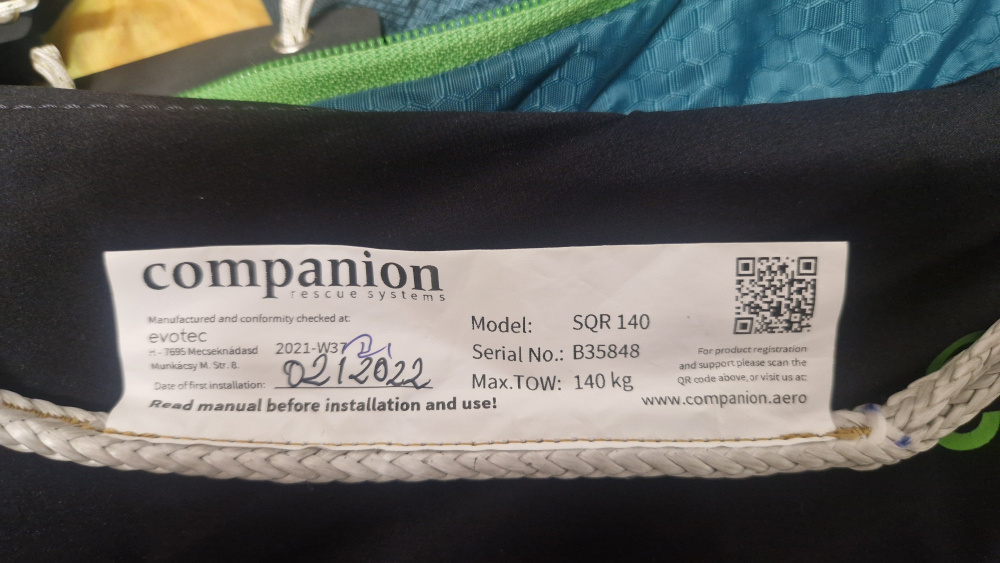 companion
rescue systems
Manufactured and conformity checked at:
evotec
H - 7695 Mecseknádasd
Munkácsy M. Str. 8.
2021-W37
Date of first installation: 02/2022
Read manual before installation and use!
Model: SQR 140
Serial No.: B35848
Max.TOW: 140 kg
For product registration
and support please scan the
QR code above, or visit us at:
www.companion.aero